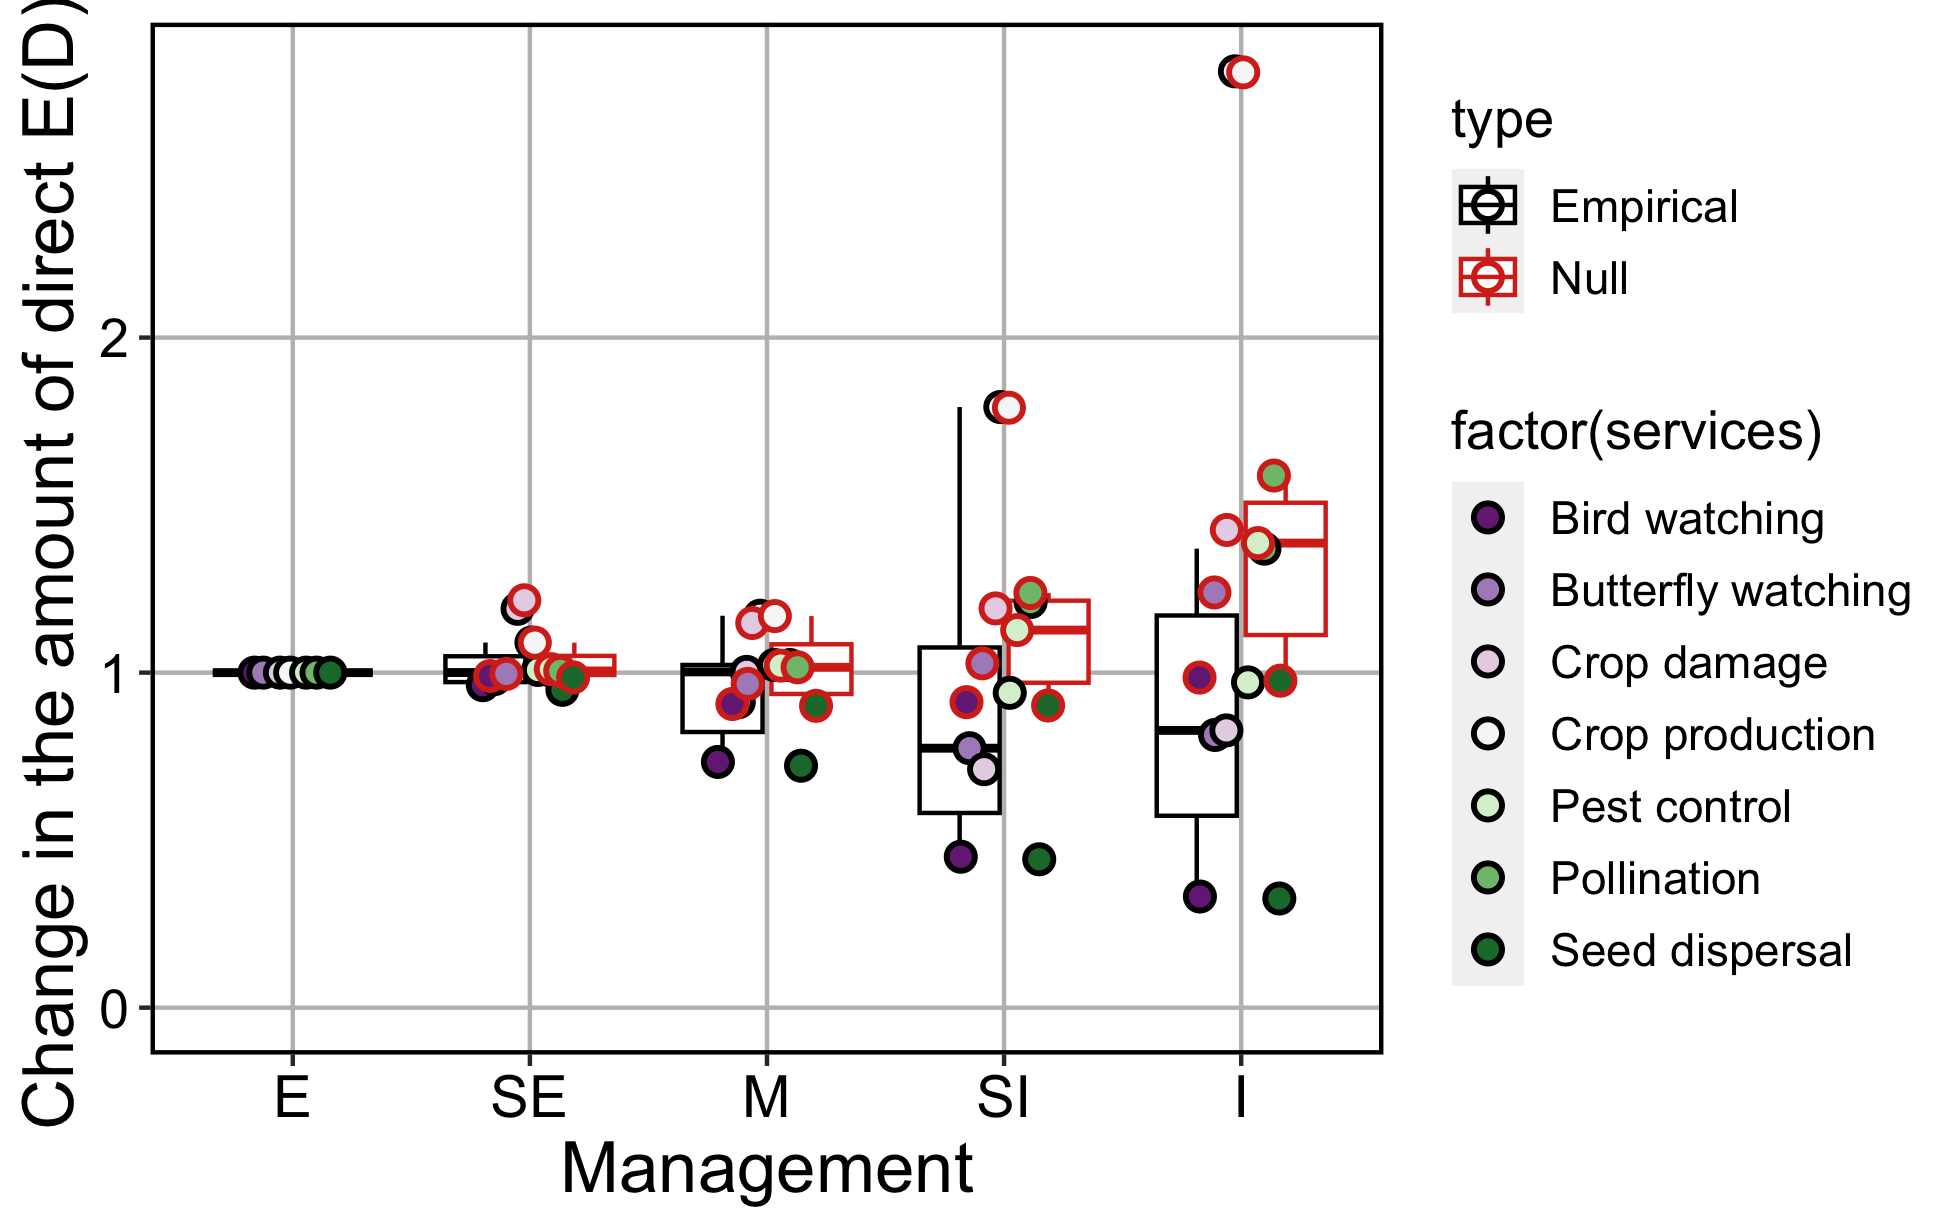 Change in the amount of direct E(D)
2
1
0
E SE M SI I
Management
type
Empirical
Null
factor(services)
Bird watching
Butterfly watching
Crop damage
Crop production
Pest control
Pollination
Seed dispersal